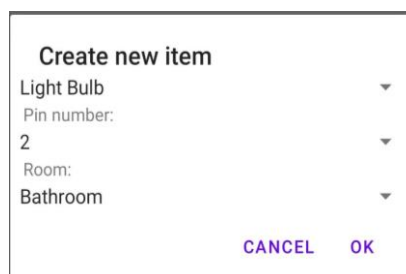 Create new item
Light Bulb
Pin number:
2
Room:
Bathroom
CANCEL OK